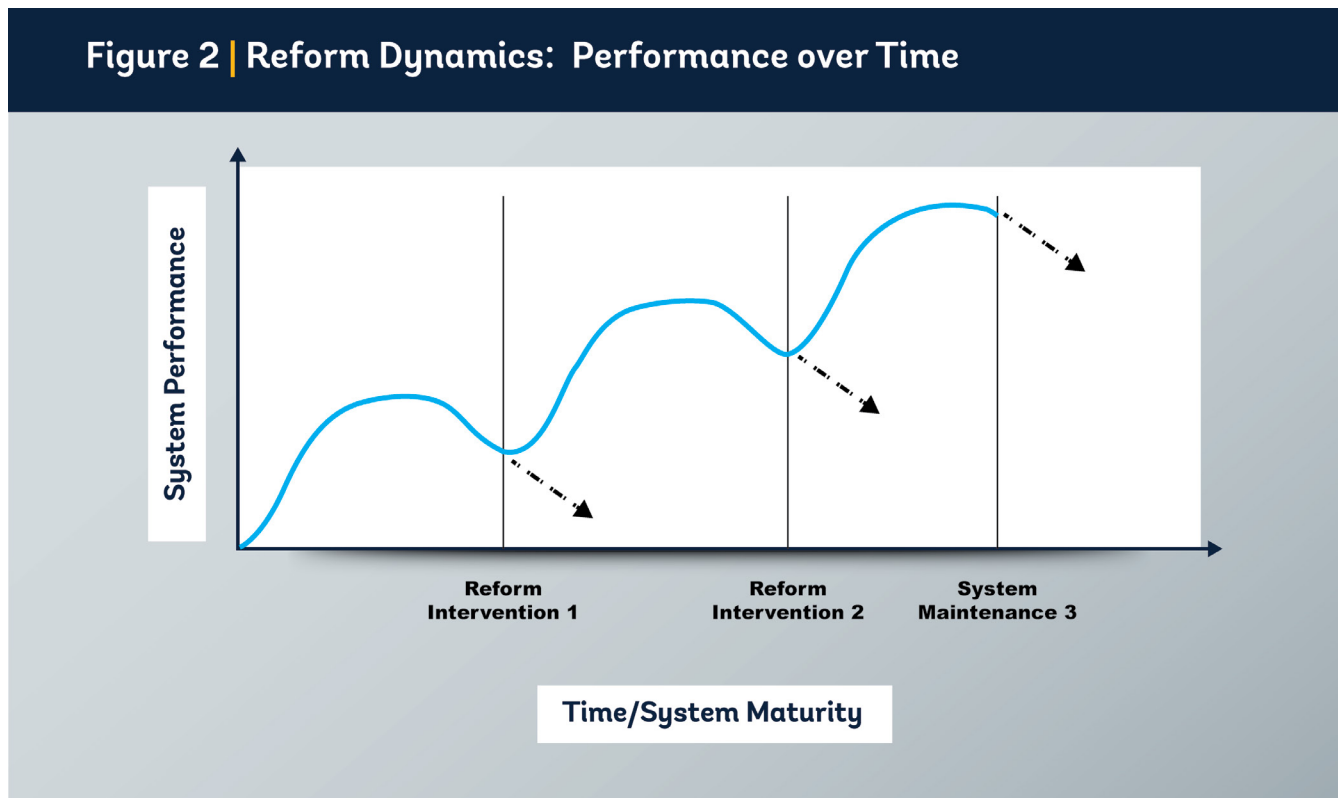 Figure 2 | Reform Dynamics: Performance over Time
System Performance
Reform
Intervention 1
Reform
Intervention 2
System
Maintenance 3
Time/System Maturity